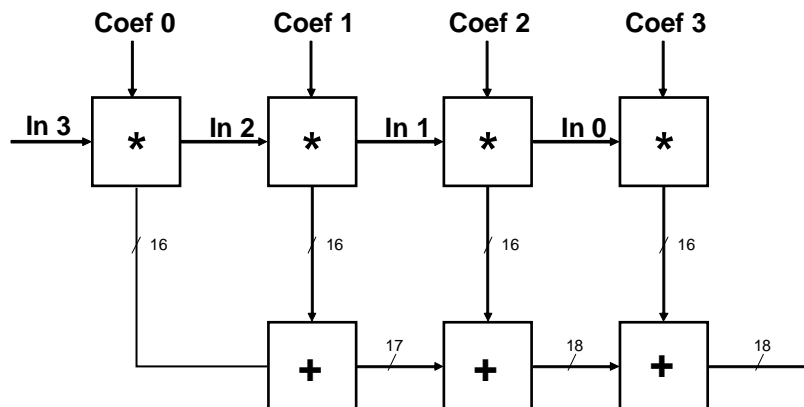 Coef 0 Coef 1 Coef 2 Coef 3
In 3 In 2 In 1 In 0
* * * *
16 16 16 16
17 18 18
+ + +